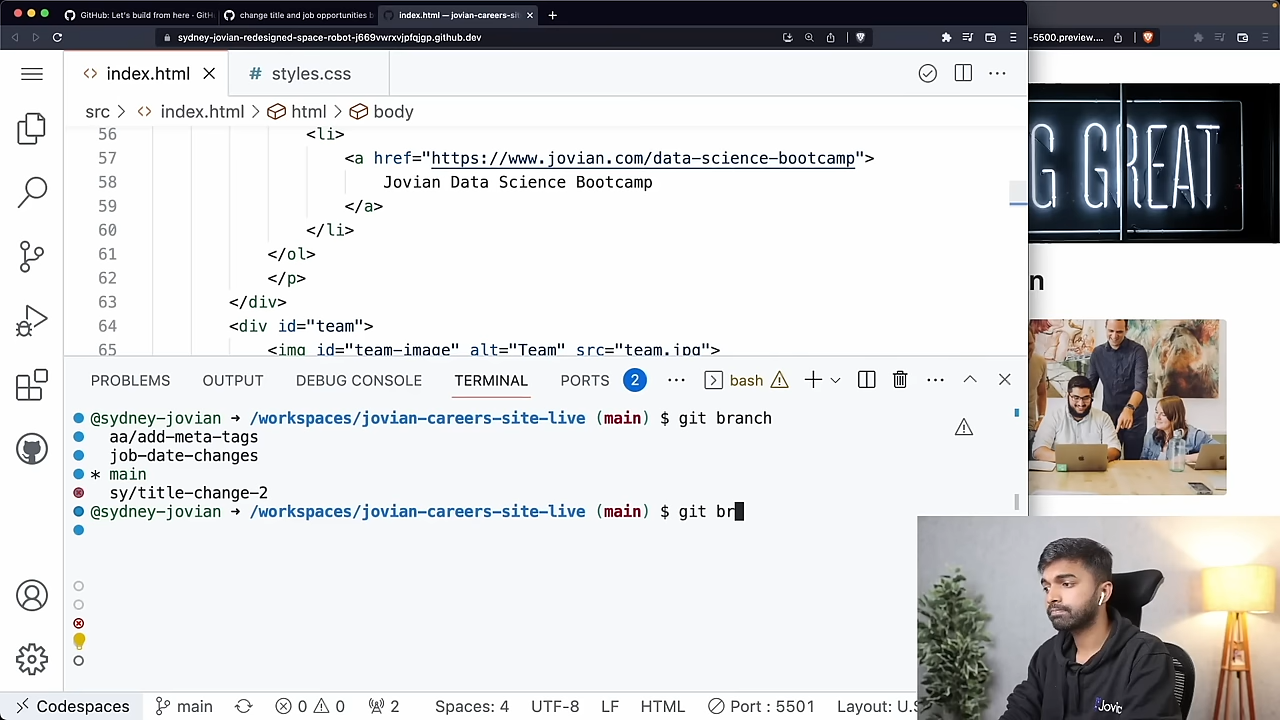 GitHub: Let's build from here · GitH
change title and job opportunities b
index.html — jovian-careers-si
sydney-jovian-redesigned-space-robot-j669vwrxvjpfqjgp.github.dev
-5500.preview....
index.html
styles.css
src > index.html > html > body
56 <li>
57 <a href="https://www.jovian.com/data-science-bootcamp">
58 Jovian Data Science Bootcamp
59 </a>
60 </li>
61 </ol>
62 </p>
63 </div>
64 <div id="team">
65 <img id="team-image" alt="Team" src="team.jpg">
G GREAT
n
PROBLEMS OUTPUT DEBUG CONSOLE TERMINAL PORTS 2 ... bash
@sydney-jovian → /workspaces/jovian-careers-site-live (main) $ git branch
aa/add-meta-tags
job-date-changes
* main
sy/title-change-2
@sydney-jovian → /workspaces/jovian-careers-site-live (main) $ git br
Jovic
Codespaces main 0 0 2 Spaces: 4 UTF-8 LF HTML Port : 5501 Layout: U.S